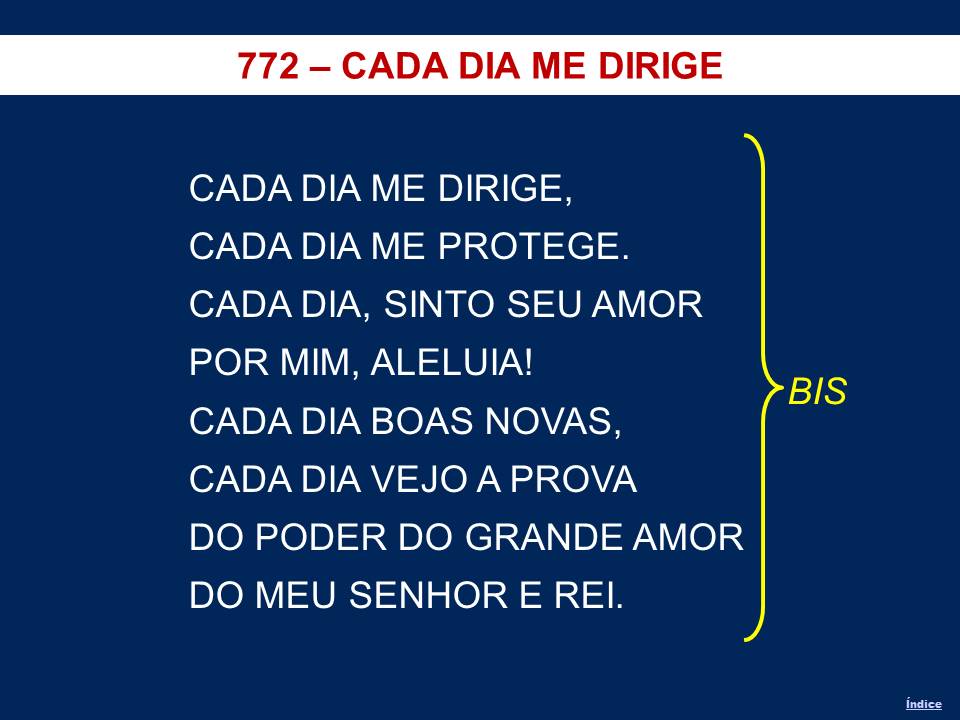 772 – CADA DIA ME DIRIGE
CADA DIA ME DIRIGE,
CADA DIA ME PROTEGE.
CADA DIA, SINTO SEU AMOR
POR MIM, ALELUIA!
CADA DIA BOAS NOVAS,
CADA DIA VEJO A PROVA
DO PODER DO GRANDE AMOR
DO MEU SENHOR E REI.
BIS
Índice